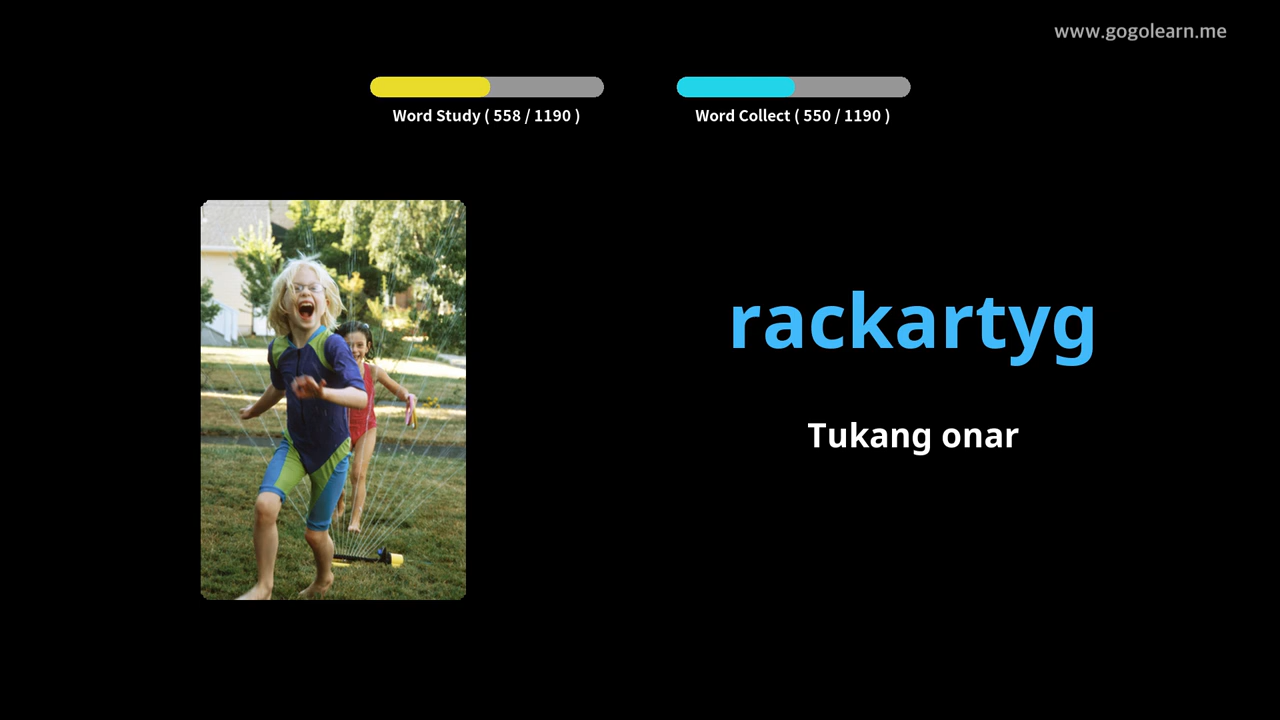 www.gogolearn.me
Word Study ( 558 / 1190 )
Word Collect ( 550 / 1190 )
rackartyg
Tukang onar